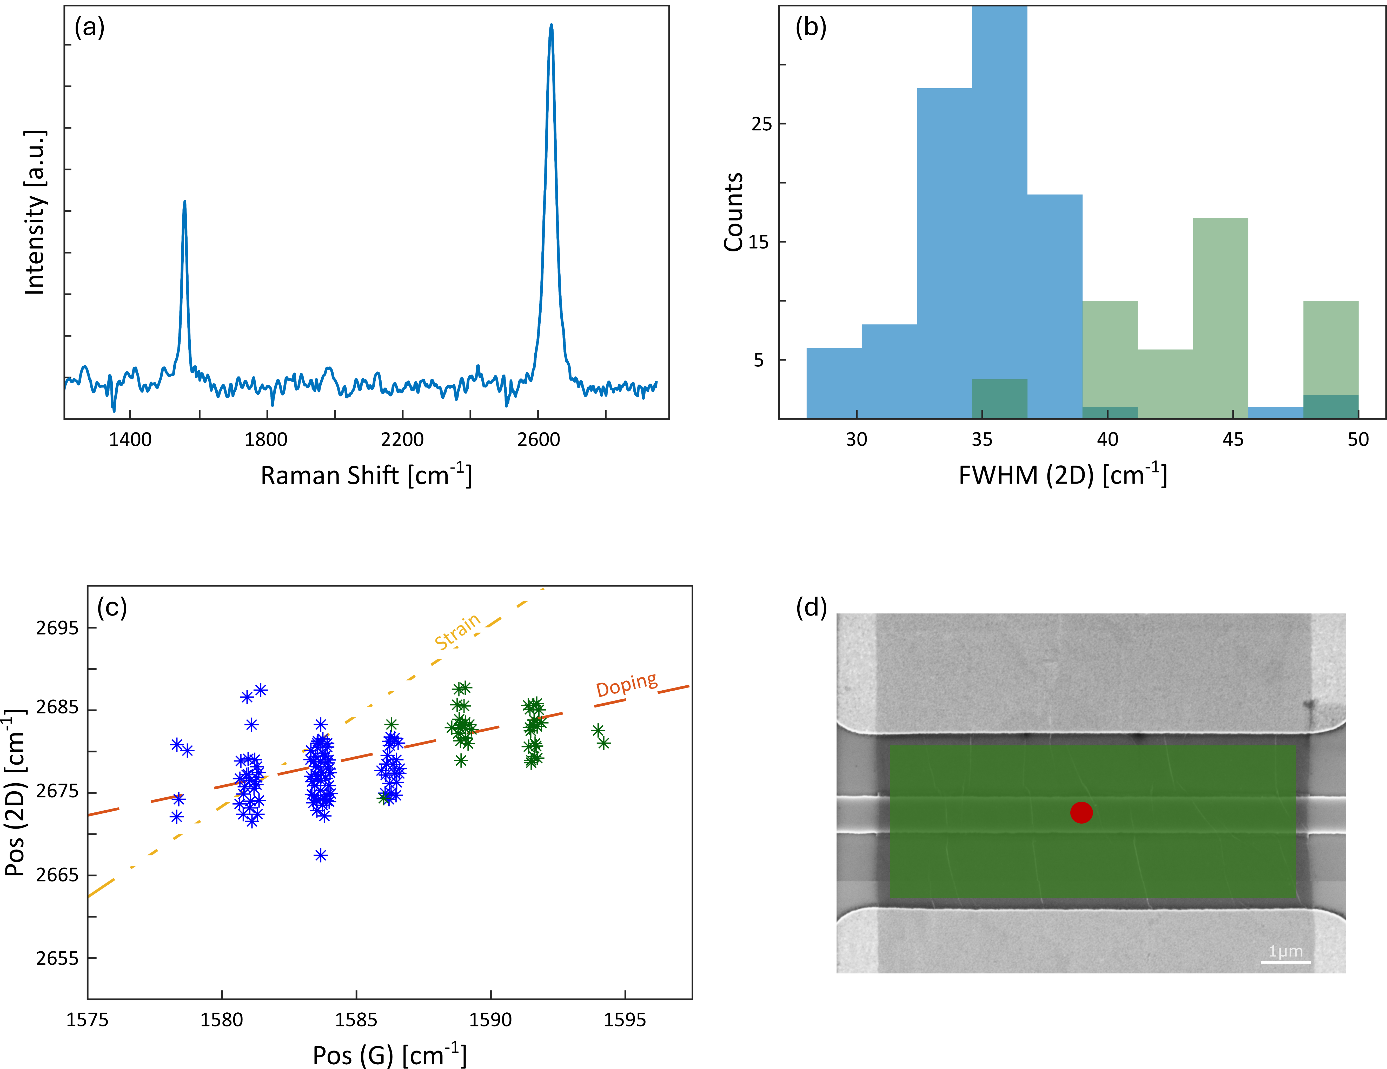 (a)
Intensity [a.u.]
1400 1800 2200 2600
Raman Shift [cm-1]
(b)
Counts
25
15
5
30 35 40 45 50
FWHM (2D) [cm-1]
(c)
Pos (2D) [cm-1]
2695
2685
2675
2665
2655
Strain
Doping
1575 1580 1585 1590 1595
Pos (G) [cm-1]
(d)
1µm